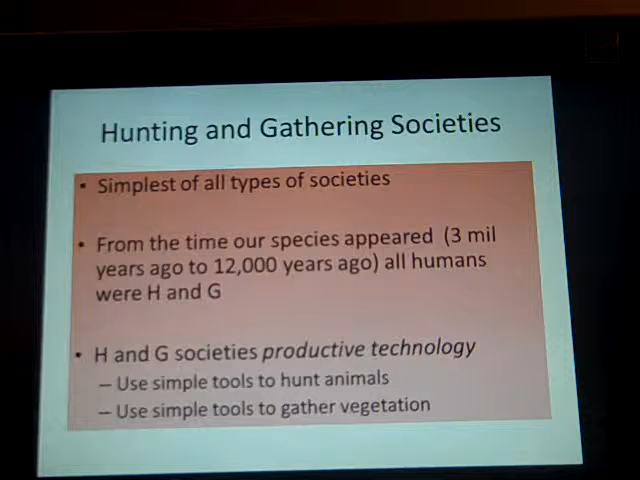 Hunting and Gathering Societies
• Simplest of all types of societies
• From the time our species appeared (3 mil
years ago to 12,000 years ago) all humans
were H and G
• H and G societies productive technology
– Use simple tools to hunt animals
– Use simple tools to gather vegetation